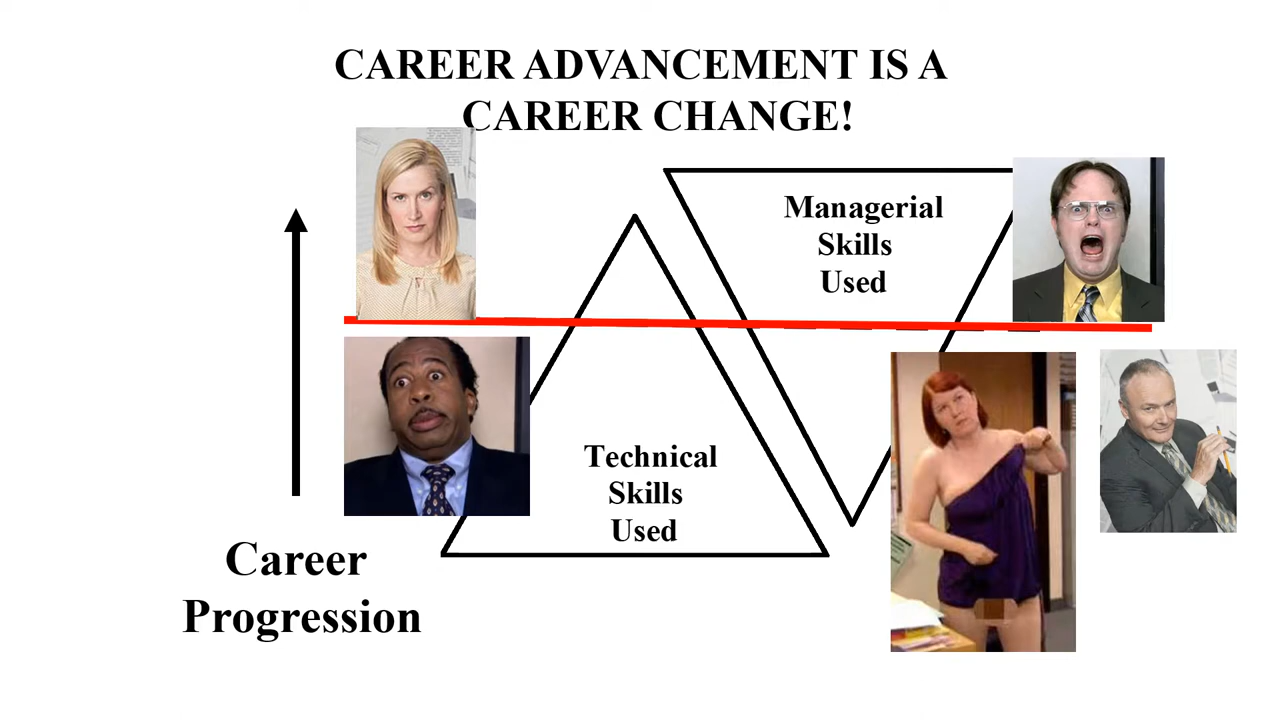 CAREER ADVANCEMENT IS A
CAREER CHANGE!
Managerial
Skills
Used
Technical
Skills
Used
Career
Progression